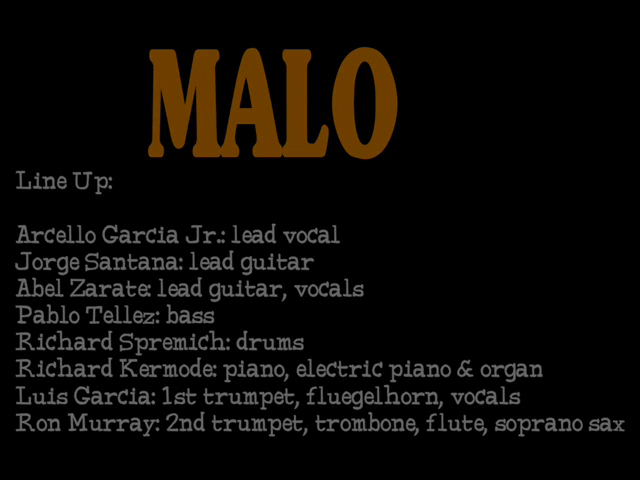 MALO
Line Up:
Arcello Garcia Jr.: lead vocal
Jorge Santana: lead guitar
Abel Zarate: lead guitar, vocals
Pablo Tellez: bass
Richard Spremich: drums
Richard Kermode: piano, electric piano & organ
Luis Garcia: 1st trumpet, fluegelhorn, vocals
Ron Murray: 2nd trumpet, trombone, flute, soprano sax